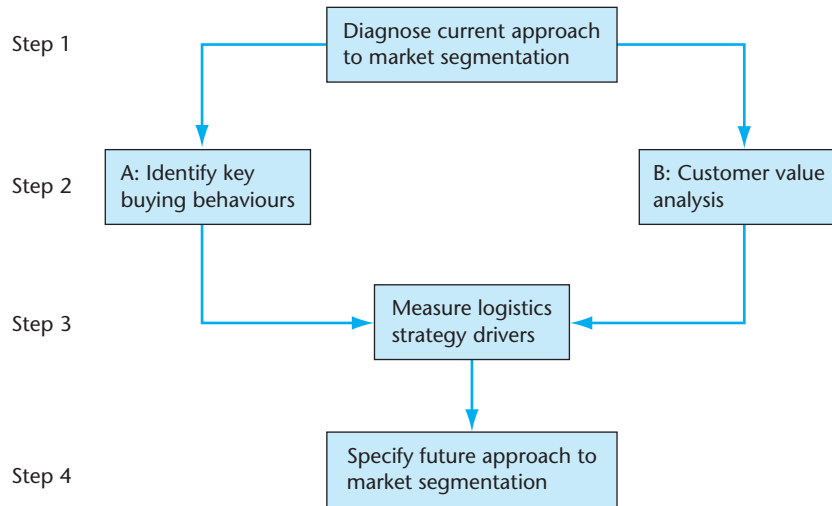 Step 1
Diagnose current approach
to market segmentation
Step 2
A: Identify key
buying behaviours
B: Customer value
analysis
Step 3
Measure logistics
strategy drivers
Step 4
Specify future approach to
market segmentation